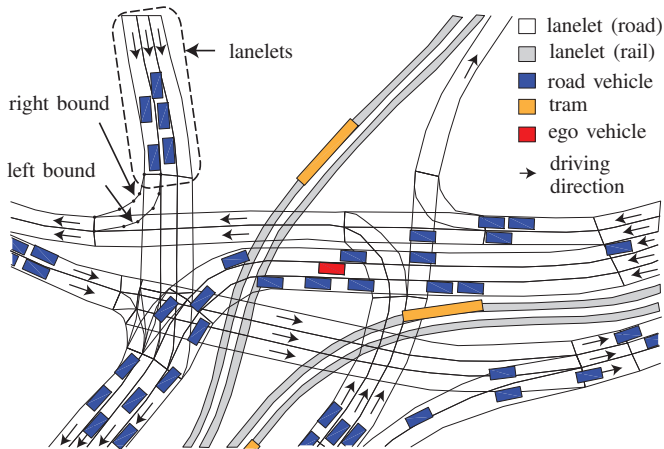 lanelets
right bound
left bound
lanelet (road)
lanelet (rail)
road vehicle
tram
ego vehicle
driving
direction